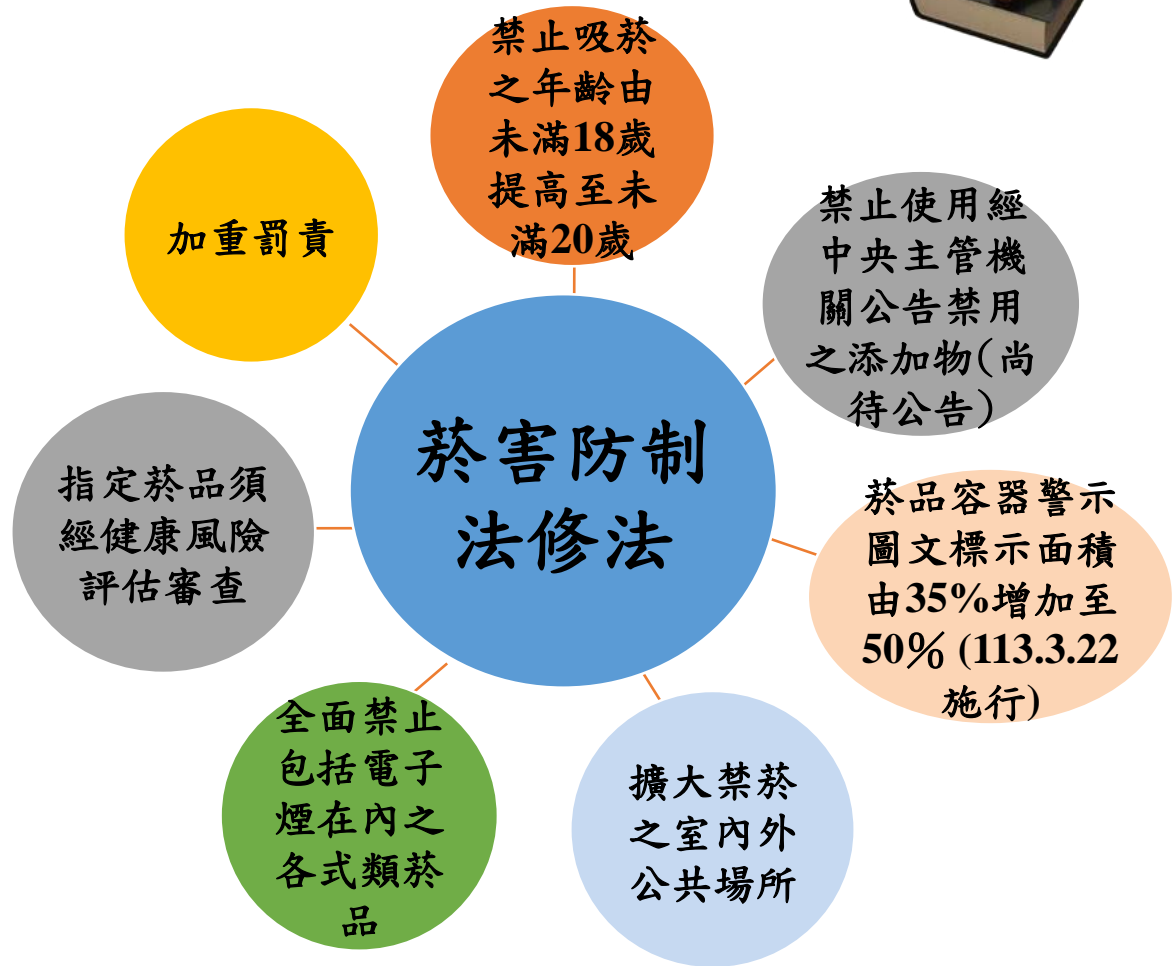 禁止吸菸
之年齡由
未滿18歲
提高至未
滿20歲
禁止使用經
中央主管機
關公告禁用
之添加物(尚
待公告)
菸品容器警示
圖文標示面積
由35%增加至
50％ (113.3.22
施行)
擴大禁菸
之室內外
公共場所
全面禁止
包括電子
煙在內之
各式類菸
品
指定菸品須
經健康風險
評估審查
加重罰責
菸害防制
法修法